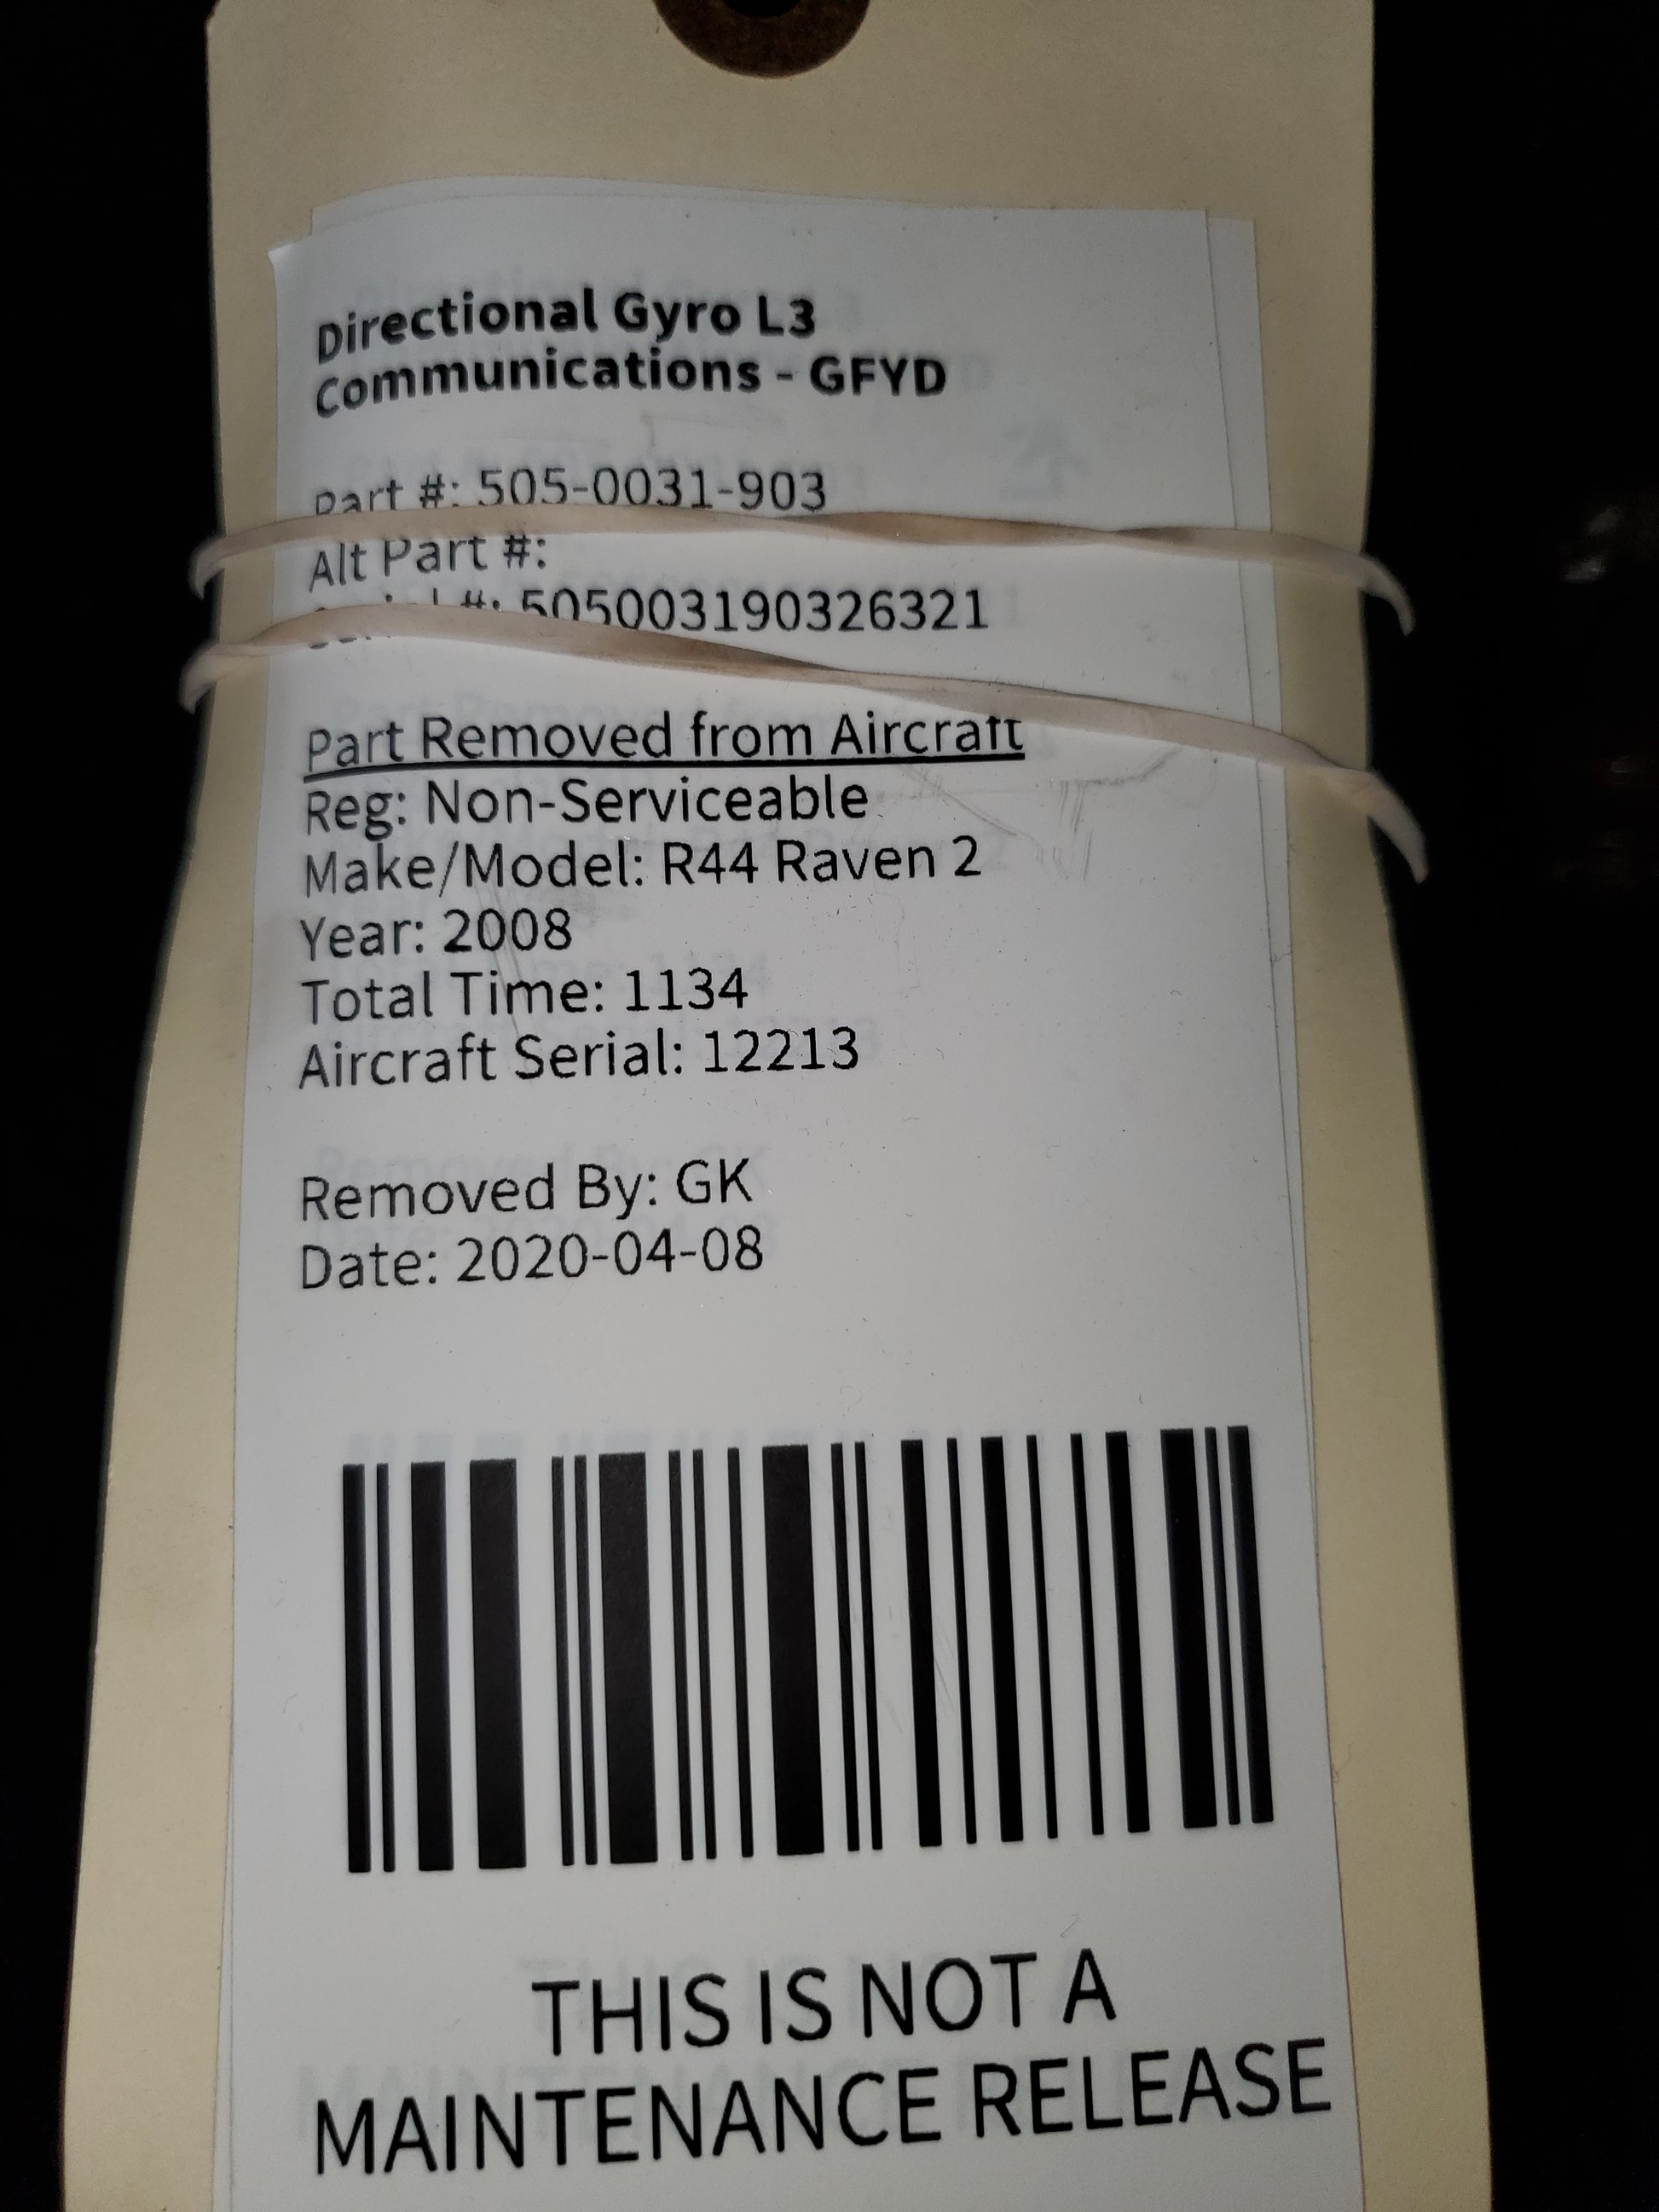 Directional Gyro L3
Communications - GFYD
Part #: 505-0031-903
Alt Part #:
Serial #: 505003190326321
Part Removed from Aircraft
Reg: Non-Serviceable
Make/Model: R44 Raven 2
Year: 2008
Total Time: 1134
Aircraft Serial: 12213
Removed By: GK
Date: 2020-04-08
THIS IS NOT A
MAINTENANCE RELEASE